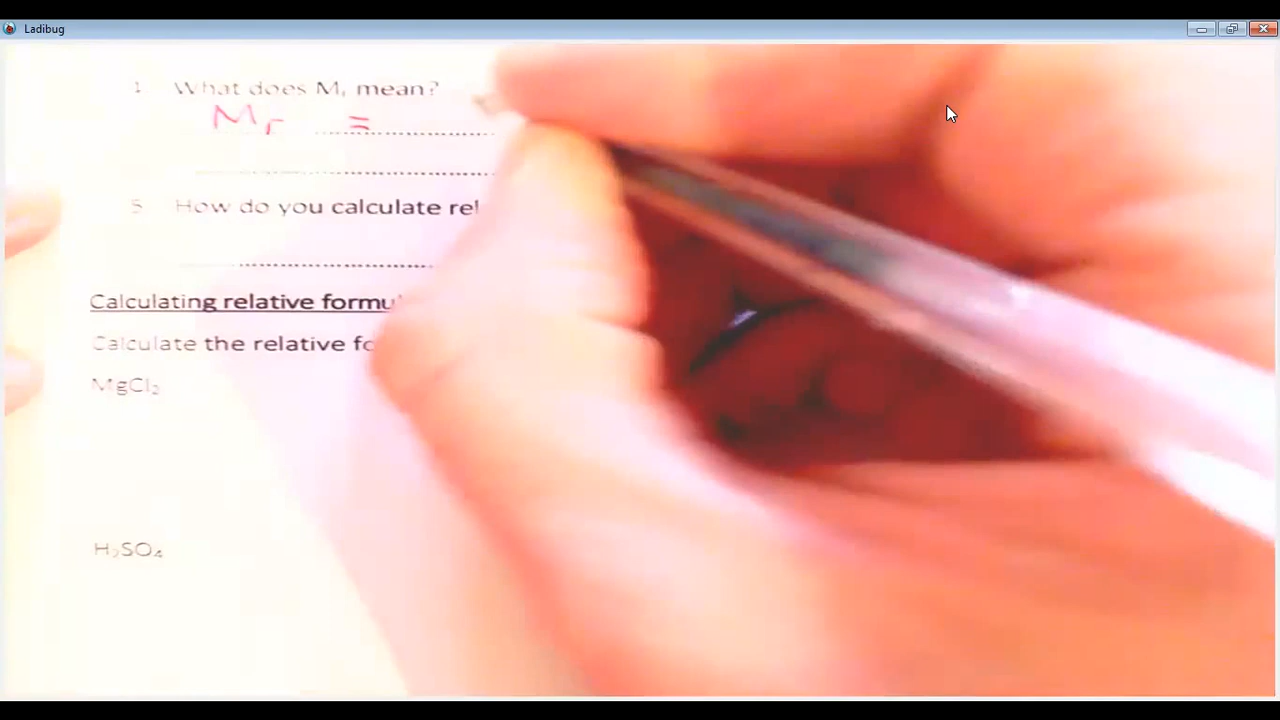 Ladibug
1 What does Mr mean?
Mr =
5 How do you calculate rel
Calculating relative formu
Calculate the relative fo
MgCl₂
H₂SO₄